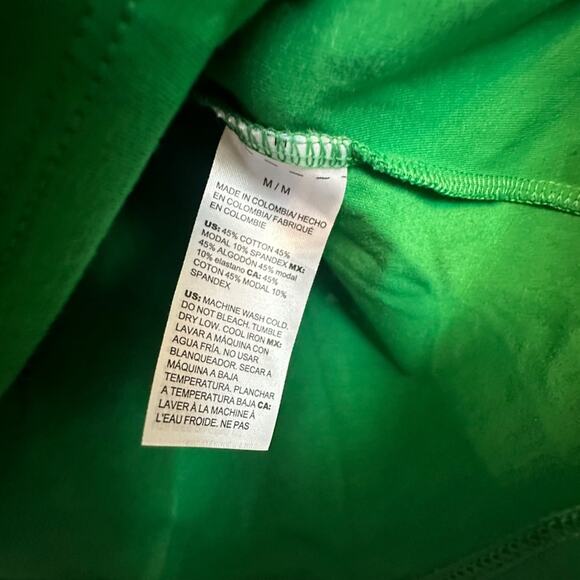 M / M
MADE IN COLOMBIA/ HECHO
EN COLOMBIA/ FABRIQUÉ
EN COLOMBIE
US: 45% COTTON 45%
MODAL 10% SPANDEX MX:
45% ALGODÓN 45% modal
10% elastano CA: 45%
COTON 45% MODAL 10%
SPANDEX
US: MACHINE WASH COLD.
DO NOT BLEACH. TUMBLE
DRY LOW. COOL IRON MX:
LAVAR A MÁQUINA CON
AGUA FRÍA. NO USAR
BLANQUEADOR. SECAR A
MÁQUINA A BAJA
TEMPERATURA. PLANCHAR
A TEMPERATURA BAJA CA:
LAVER À LA MACHINE À
L'EAU FROIDE. NE PAS